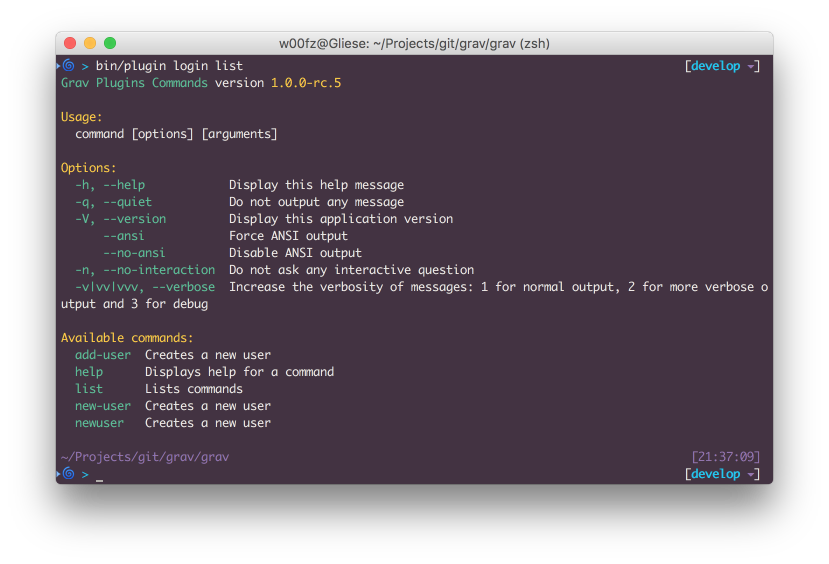 w00fz@Gliese: ~/Projects/git/grav/grav (zsh)
> bin/plugin login list [develop ▾]
Grav Plugins Commands version 1.0.0-rc.5
Usage:
command [options] [arguments]
Options:
-h, --help Display this help message
-q, --quiet Do not output any message
-V, --version Display this application version
--ansi Force ANSI output
--no-ansi Disable ANSI output
-n, --no-interaction Do not ask any interactive question
-v|vv|vvv, --verbose Increase the verbosity of messages: 1 for normal output, 2 for more verbose o
utput and 3 for debug
Available commands:
add-user Creates a new user
help Displays help for a command
list Lists commands
new-user Creates a new user
newuser Creates a new user
~/Projects/git/grav/grav [21:37:09]
> _ [develop ▾]